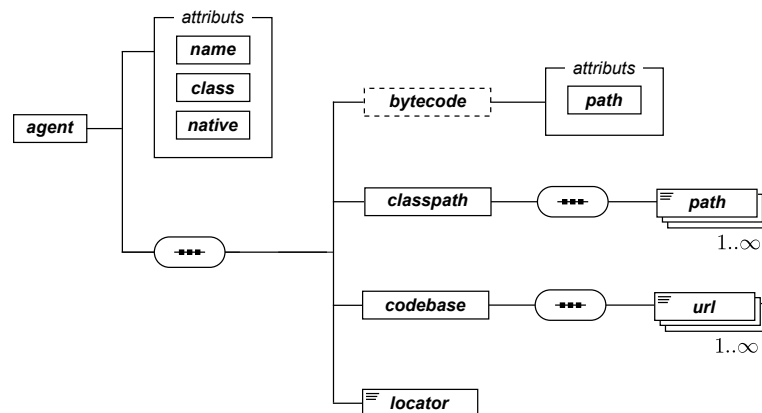 attributs
name
class
native
agent
bytecode
attributs
path
classpath
path
1..∞
codebase
url
1..∞
locator